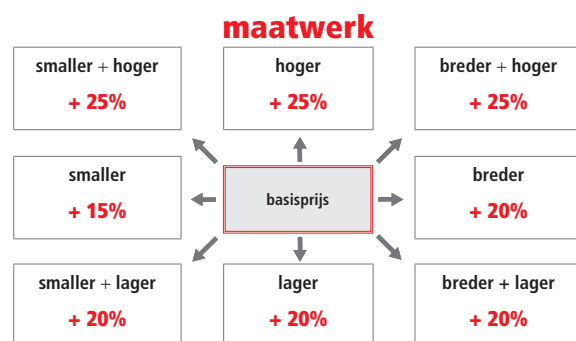 maatwerk
smaller + hoger
+ 25%
hoger
+ 25%
breder + hoger
+ 25%
smaller
+ 15%
basisprijs
breder
+ 20%
smaller + lager
+ 20%
lager
+ 20%
breder + lager
+ 20%